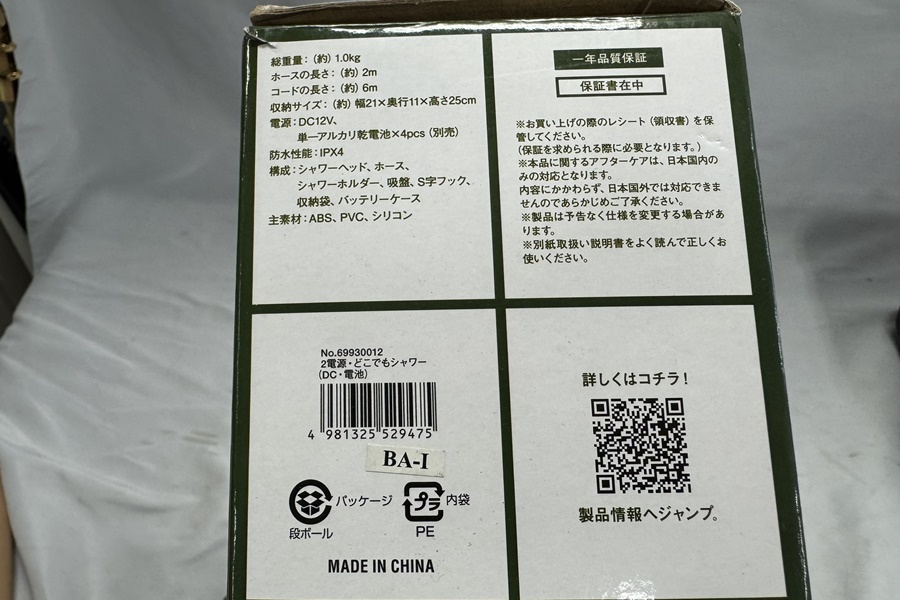 総重量：(約) 1.0kg
ホースの長さ：(約) 2m
コードの長さ：(約) 6m
収納サイズ：(約) 幅21×奥行11×高さ25cm
電源：DC12V、
単一アルカリ乾電池×4pcs (別売)
防水性能：IPX4
構成：シャワーヘッド、ホース、
シャワーホルダー、吸盤、S字フック、
収納袋、バッテリーケース
主素材：ABS、PVC、シリコン
一年品質保証
保証書在中
※お買い上げの際のレシート (領収書) を保
管してください。
(保証を求められる際に必要となります。)
※本品に関するアフターケアは、日本国内の
みの対応となります。
内容にかかわらず、日本国外では対応できま
せんのであらかじめご了承ください。
※製品は予告なく仕様を変更する場合があ
ります。
※別紙取扱い説明書をよく読んで正しくお
使いください。
No.69930012
2電源・どこでもシャワー
(DC・電池)
4 981325 529475
BA-I
パッケージ
段ボール
プラ
内袋
PE
MADE IN CHINA
詳しくはコチラ！
製品情報へジャンプ。